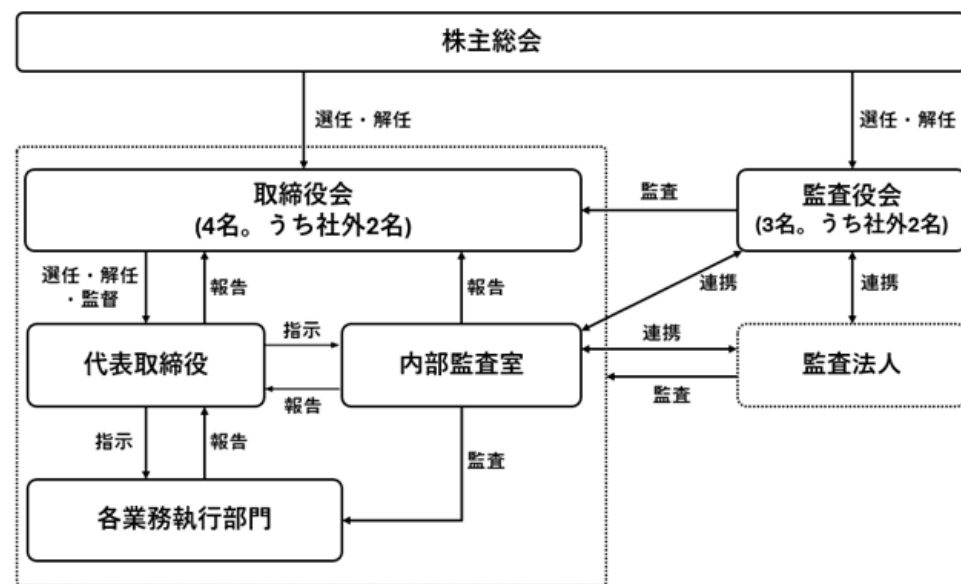 株主総会
選任・解任
選任・解任
取締役会
(4名。うち社外2名)
監査
監査役会
(3名。うち社外2名)
選任・解任
・監督
報告
報告
連携
連携
代表取締役
指示
報告
内部監査室
連携
監査
監査法人
指示
報告
監査
各業務執行部門